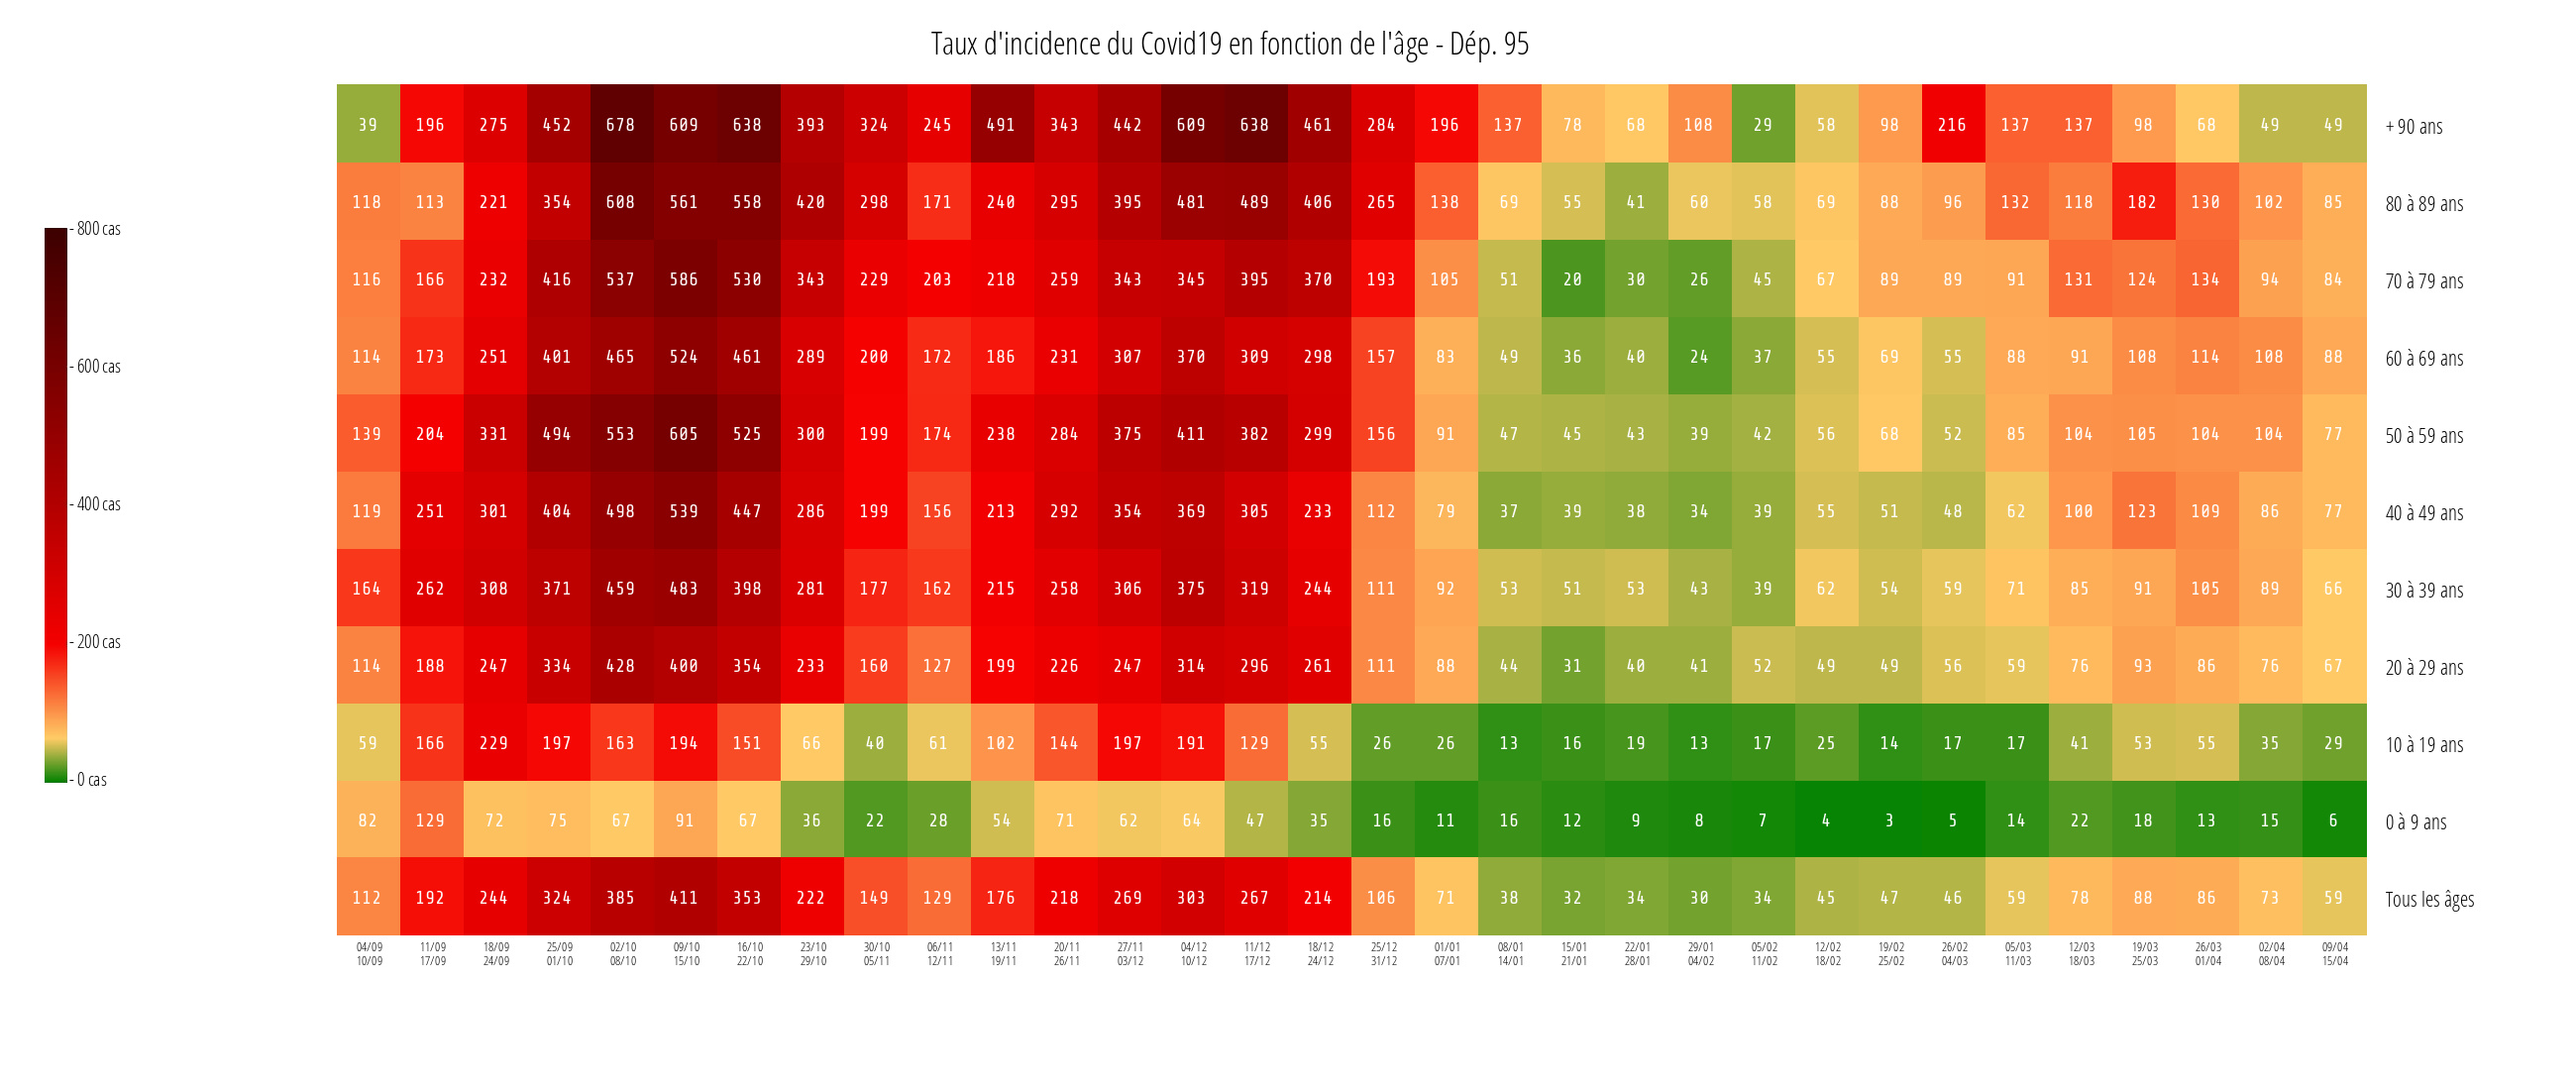 Taux d'incidence du Covid19 en fonction de l'âge - Dép. 95
39 196 275 452 678 609 638 393 324 245 491 343 442 609 638 461 284 196 137 78 68 108 29 58 98 216 137 137 98 68 49 49 + 90 ans
118 113 221 354 608 561 558 420 298 171 240 295 395 481 489 406 265 138 69 55 41 60 58 69 88 96 132 118 182 130 102 85 80 à 89 ans
- 800 cas
116 166 232 416 537 586 530 343 229 203 218 259 343 345 395 370 193 105 51 20 30 26 45 67 89 89 91 131 124 134 94 84 70 à 79 ans
114 173 251 401 465 524 461 289 200 172 186 231 307 370 309 298 157 83 49 36 40 24 37 55 69 55 88 91 108 114 108 88 60 à 69 ans
- 600 cas
139 204 331 494 553 605 525 300 199 174 238 284 375 411 382 299 156 91 47 45 43 39 42 56 68 52 85 104 105 104 104 77 50 à 59 ans
- 400 cas
119 251 301 404 498 539 447 286 199 156 213 292 354 369 305 233 112 79 37 39 38 34 39 55 51 48 62 100 123 109 86 77 40 à 49 ans
164 262 308 371 459 483 398 281 177 162 215 258 306 375 319 244 111 92 53 51 53 43 39 62 54 59 71 85 91 105 89 66 30 à 39 ans
- 200 cas
114 188 247 334 428 400 354 233 160 127 199 226 247 314 296 261 111 88 44 31 40 41 52 49 49 56 59 76 93 86 76 67 20 à 29 ans
59 166 229 197 163 194 151 66 40 61 102 144 197 191 129 55 26 26 13 16 19 13 17 25 14 17 17 41 53 55 35 29 10 à 19 ans
- 0 cas
82 129 72 75 67 91 67 36 22 28 54 71 62 64 47 35 16 11 16 12 9 8 7 4 3 5 14 22 18 13 15 6 0 à 9 ans
112 192 244 324 385 411 353 222 149 129 176 218 269 303 267 214 106 71 38 32 34 30 34 45 47 46 59 78 88 86 73 59 Tous les âges
04/09 11/09 18/09 25/09 02/10 09/10 16/10 23/10 30/10 06/11 13/11 20/11 27/11 04/12 11/12 18/12 25/12 01/01 08/01 15/01 22/01 29/01 05/02 12/02 19/02 26/02 05/03 12/03 19/03 26/03 02/04 09/04
10/09 17/09 24/09 01/10 08/10 15/10 22/10 29/10 05/11 12/11 19/11 26/11 03/12 10/12 17/12 24/12 31/12 07/01 14/01 21/01 28/01 04/02 11/02 18/02 25/02 04/03 11/03 18/03 25/03 01/04 08/04 15/04